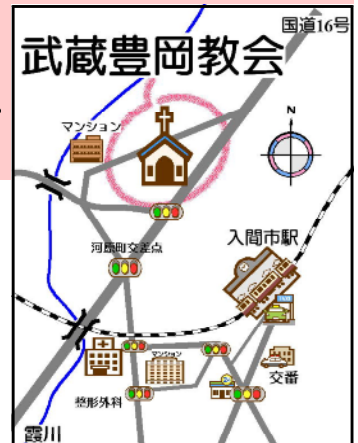 国道16号
武蔵豊岡教会
マンション
N
河原町交差点
入間市駅
TAXI
マンション
交番
整形外科
霞川